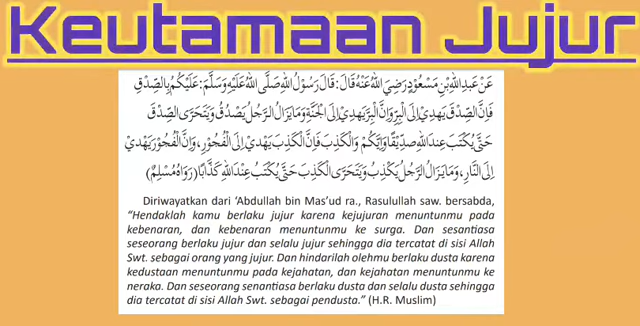 Keutamaan Jujur
عَنْ عَبْدِ اللهِ بْنِ مَسْعُودٍ رَضِيَ اللهُ عَنْهُ قَالَ: قَالَ رَسُوْلُ اللهِ صَلَّى اللهُ عَلَيْهِ وَسَلَّمَ: عَلَيْكُمْ بِالصِّدْقِ
فَإِنَّ الصِّدْقَ يَهْدِيْ إِلَى الْبِرِّ وَإِنَّ الْبِرَّ يَهْدِيْ إِلَى الْجَنَّةِ وَمَا يَزَالُ الرَّجُلُ يَصْدُقُ وَيَتَحَرَّى الصِّدْقَ
حَتَّى يُكْتَبَ عِنْدَ اللهِ صِدِّيْقًا وَإِيَّاكُمْ وَالْكَذِبَ فَإِنَّ الْكَذِبَ يَهْدِيْ إِلَى الْفُجُوْرِ، وَإِنَّ الْفُجُوْرَ يَهْدِيْ
إِلَى النَّارِ، وَمَا يَزَالُ الرَّجُلُ يَكْذِبُ وَيَتَحَرَّى الْكَذِبَ حَتَّى يُكْتَبَ عِنْدَ اللهِ كَذَّابًا (رَوَاهُ مُسْلِمٌ)
Diriwayatkan dari ‘Abdullah bin Mas’ud ra., Rasulullah saw. bersabda,
“Hendaklah kamu berlaku jujur karena kejujuran menuntunmu pada
kebenaran, dan kebenaran menuntunmu ke surga. Dan sesantiasa
seseorang berlaku jujur dan selalu jujur sehingga dia tercatat di sisi Allah
Swt. sebagai orang yang jujur. Dan hindarilah olehmu berlaku dusta karena
kedustaan menuntunmu pada kejahatan, dan kejahatan menuntunmu ke
neraka. Dan seseorang senantiasa berlaku dusta dan selalu dusta sehingga
dia tercatat di sisi Allah Swt. sebagai pendusta.” (H.R. Muslim)